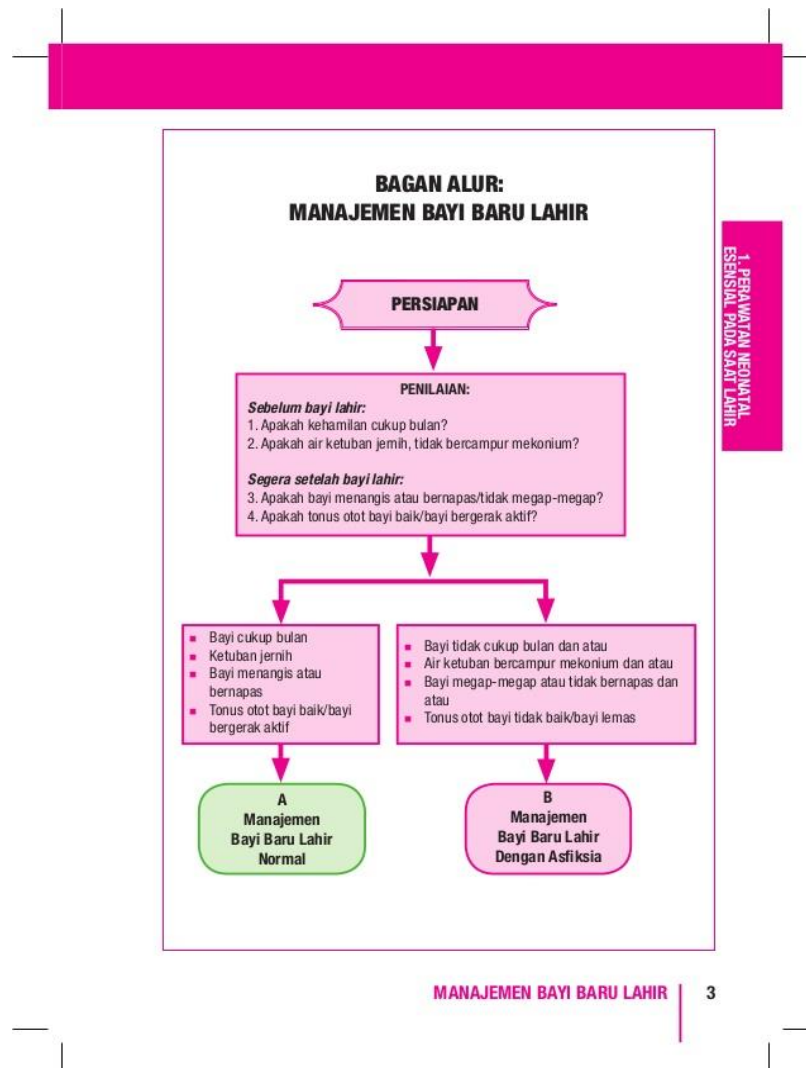 BAGAN ALUR:
MANAJEMEN BAYI BARU LAHIR
1. PERAWATAN NEONATAL
ESENSIAL PADA SAAT LAHIR
PERSIAPAN
PENILAIAN:
Sebelum bayi lahir:
1. Apakah kehamilan cukup bulan?
2. Apakah air ketuban jernih, tidak bercampur mekonium?
Segera setelah bayi lahir:
3. Apakah bayi menangis atau bernapas/tidak megap-megap?
4. Apakah tonus otot bayi baik/bayi bergerak aktif?
■ Bayi cukup bulan
■ Ketuban jernih
■ Bayi menangis atau
bernapas
■ Tonus otot bayi baik/bayi
bergerak aktif
■ Bayi tidak cukup bulan dan atau
■ Air ketuban bercampur mekonium dan atau
■ Bayi megap-megap atau tidak bernapas dan
atau
■ Tonus otot bayi tidak baik/bayi lemas
A
Manajemen
Bayi Baru Lahir
Normal
B
Manajemen
Bayi Baru Lahir
Dengan Asfiksia
MANAJEMEN BAYI BARU LAHIR 3